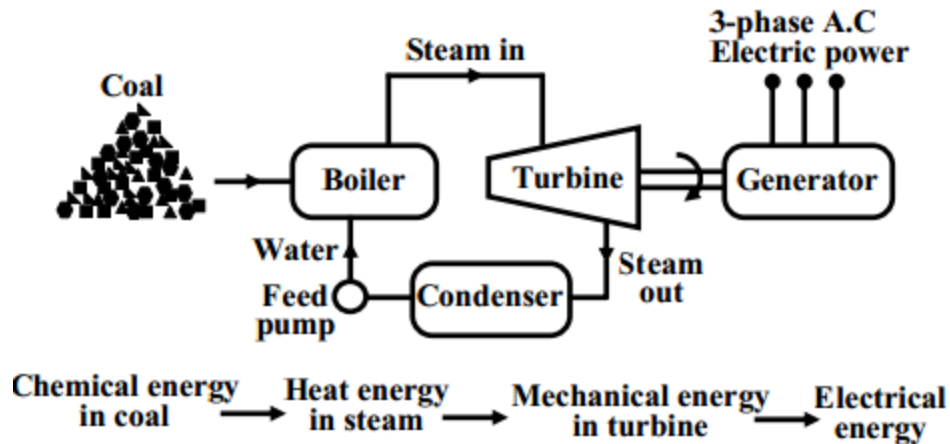 3-phase A.C
Electric power
Steam in
Coal
Boiler
Turbine
Generator
Water
Steam
out
Feed
pump
Condenser
Chemical energy
in coal
Heat energy
in steam
Mechanical energy
in turbine
Electrical
energy